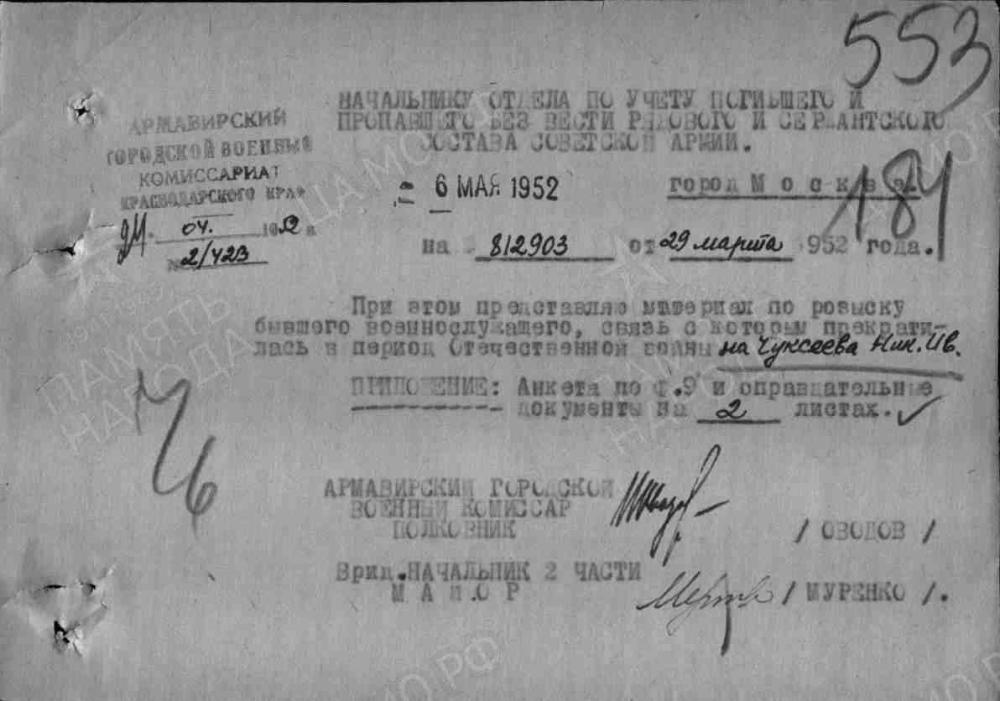 553
НАЧАЛЬНИКУ ОТДЕЛА ПО УЧЕТУ ПОГИБШЕГО И
ПРОПАВШЕГО БЕЗ ВЕСТИ РЯДОВОГО И СЕРЖАНТСКОГО
СОСТАВА СОВЕТСКОЙ АРМИИ.
АРМАВИРСКИЙ
ГОРОДСКОЙ ВОЕННЫЙ
КОМИССАРИАТ
КРАСНОДАРСКОГО КРАЯ
24. 04. 1952 г.
2/423
6 МАЯ 1952
город Москва.
184
на 812903 от 29 марта 1952 года.
При этом представляю материал по розыску
бывшего военнослужащего, связь с которым прекрати-
лась в период Отечественной войны на Чуксеева Ник. Ив.
ПРИЛОЖЕНИЕ: Анкета по ф.9 и оправдательные
документы на 2 листах.
Ч/б
АРМАВИРСКИЙ ГОРОДСКОЙ
ВОЕННЫЙ КОМИССАР
ПОЛКОВНИК / ОВОДОВ /
Врид.НАЧАЛЬНИК 2 ЧАСТИ
МАЙОР / МУРЕНКО /.
ПАМЯТЬ
НАРОДА